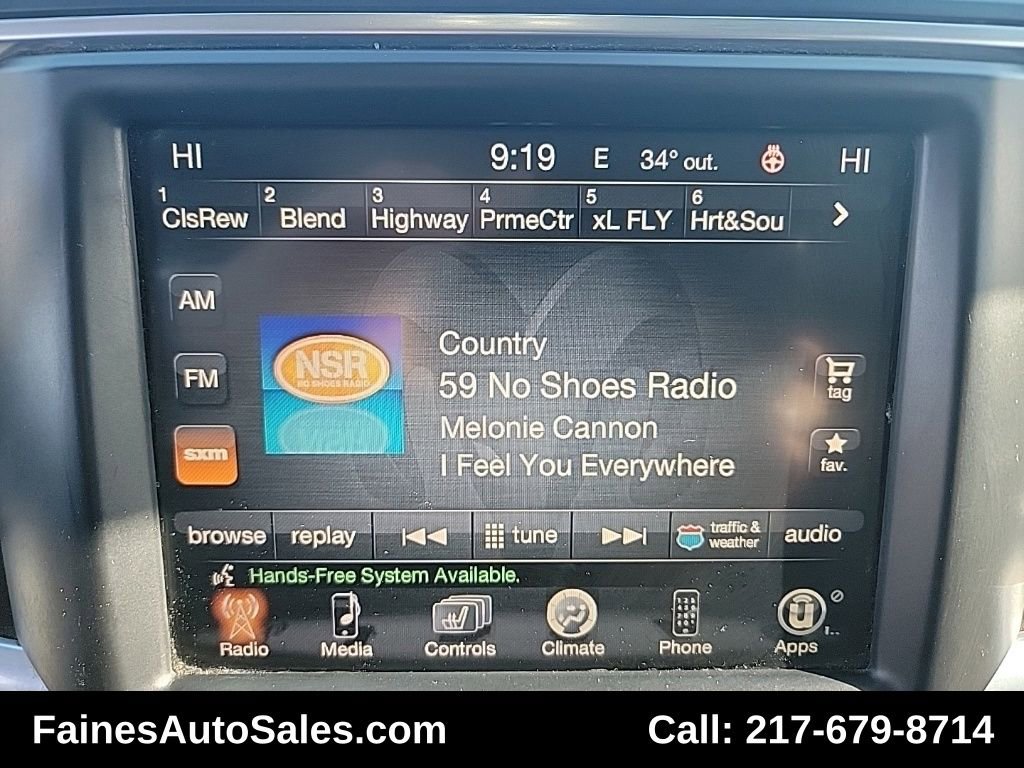 HI 9:19 E 34° out. HI
1 2 3 4 5 6
ClsRew Blend Highway PrmeCtr xL FLY Hrt&Sou
AM
NSR
NO SHOES RADIO
Country
FM
59 No Shoes Radio
tag
Melonie Cannon
sxm
I Feel You Everywhere
fav.
browse replay tune traffic & weather audio
Hands-Free System Available.
Radio Media Controls Climate Phone Apps
FainesAutoSales.com Call: 217-679-8714